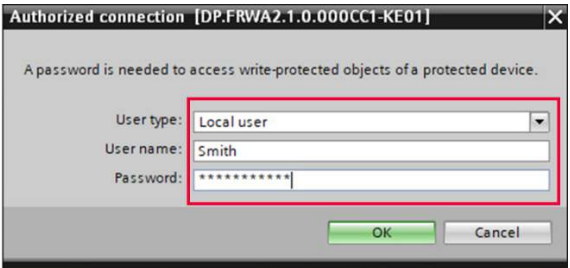 Authorized connection [DP.FRWA2.1.0.000CC1-KE01]
A password is needed to access write-protected objects of a protected device.
User type: Local user
User name: Smith
Password: ***********
OK Cancel